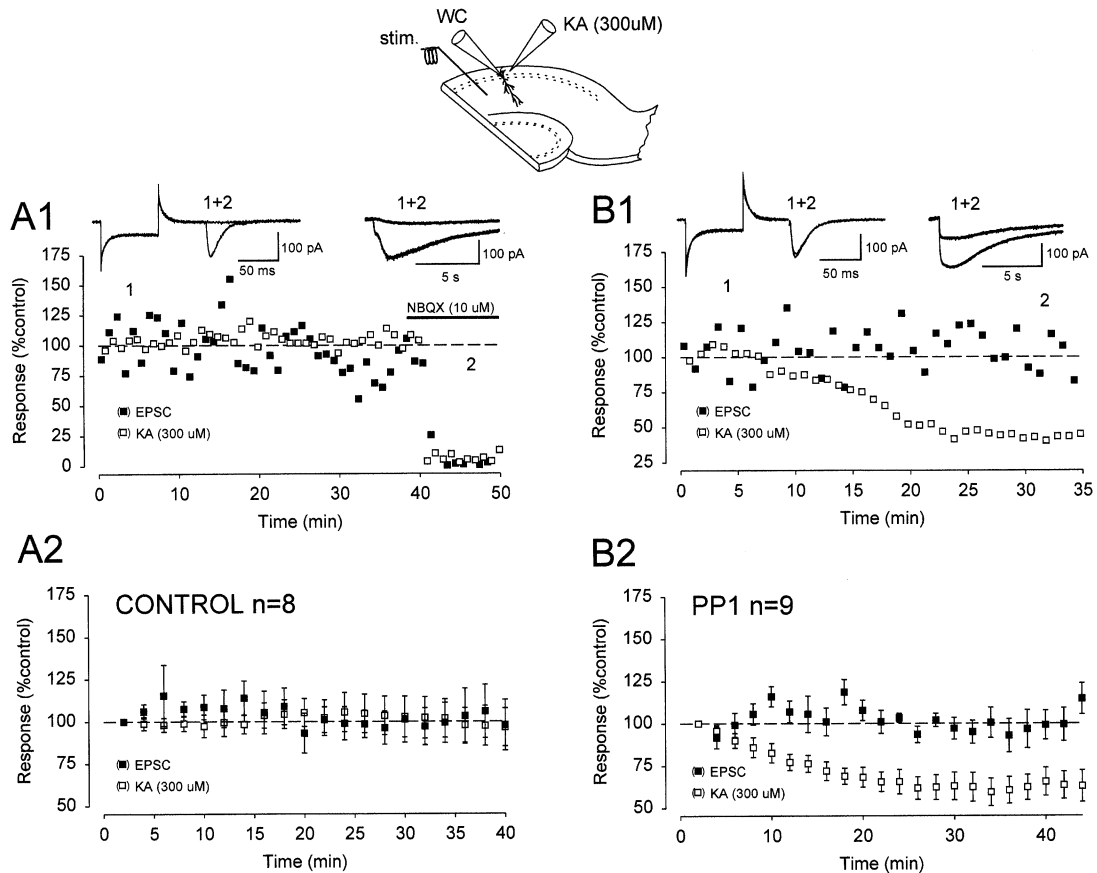 WC
KA (300uM)
stim.
A1
1+2
100 pA
50 ms
1+2
100 pA
5 s
175
150
125
100
75
50
25
0
Response (%control)
1
NBQX (10 uM)
2
(■) EPSC
(□) KA (300 uM)
0 10 20 30 40 50
Time (min)
B1
1+2
100 pA
50 ms
1+2
100 pA
5 s
175
150
125
100
75
50
25
Response (%control)
1
2
(■) EPSC
(□) KA (300 uM)
0 5 10 15 20 25 30 35
Time (min)
A2
CONTROL n=8
175
150
125
100
75
50
Response (%control)
(■) EPSC
(□) KA (300 uM)
0 5 10 15 20 25 30 35 40
Time (min)
B2
PP1 n=9
175
150
125
100
75
50
Response (%control)
(■) EPSC
(□) KA (300 uM)
0 10 20 30 40
Time (min)